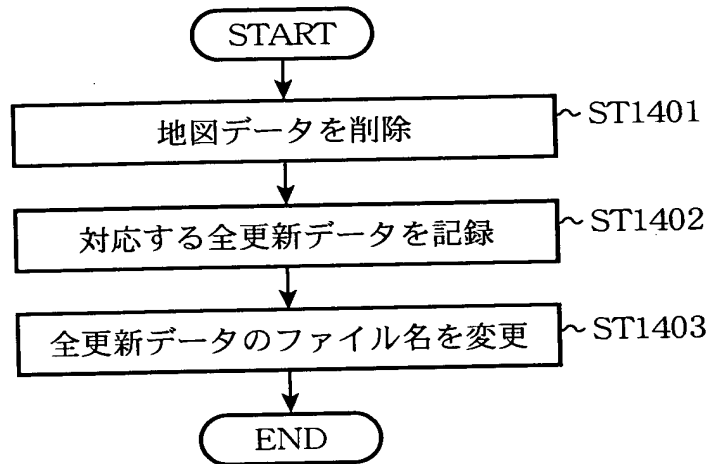 START
地図データを削除 ~ST1401
対応する全更新データを記録 ~ST1402
全更新データのファイル名を変更 ~ST1403
END